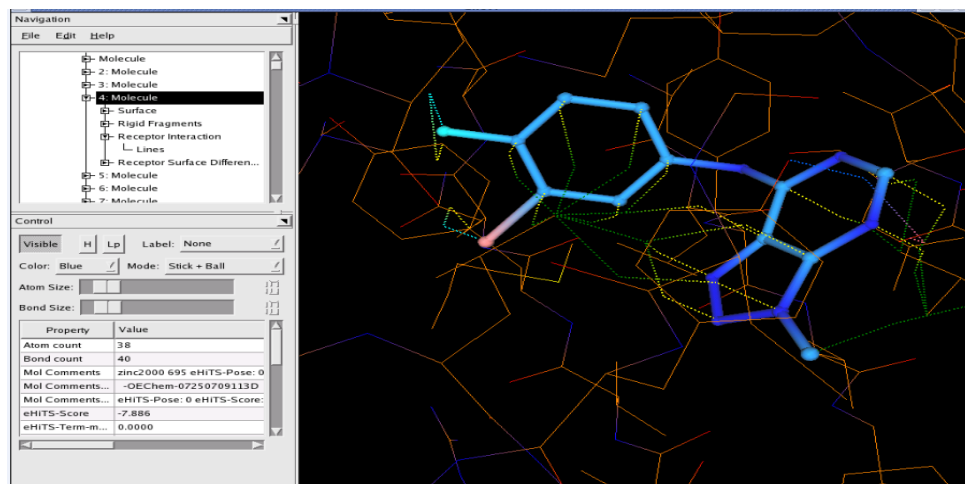 Navigation
File Edit Help
Molecule
2: Molecule
3: Molecule
4: Molecule
Surface
Rigid Fragments
Receptor Interaction
Lines
Receptor Surface Differen...
5: Molecule
6: Molecule
7: Molecule
Control
Visible H Lp Label: None
Color: Blue Mode: Stick + Ball
Atom Size:
Bond Size:
Property Value
Atom count 38
Bond count 40
Mol Comments zinc2000 695 eHiTS-Pose: 0
Mol Comments... -OEChem-07250709113D
Mol Comments... eHiTS-Pose: 0 eHiTS-Score:
eHiTS-Score -7.886
eHiTS-Term-m... 0.0000